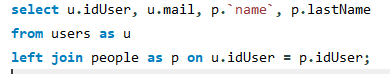 select u.idUser, u.mail, p.`name`, p.lastName
from users as u
left join people as p on u.idUser = p.idUser;